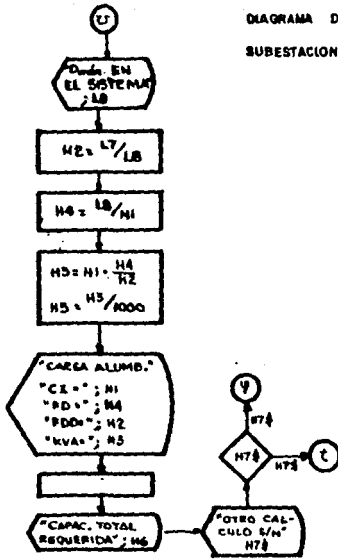 DIAGRAMA D
SUBESTACION
EN
EL SISTEMA"
; L8
H2 = L7/L8
H4 = L8/H1
H3 = H1 · H4/H2
H5 = H3/1000
"CARGA ALUMB."
"CI="; H1
"FD="; H4
"FDD="; H2
"KVA="; H3
"CAPAC. TOTAL
REQUERIDA"; H6
"OTRO CAL-
CULO S/N"
H7$
H7$
H7$
H7$
t